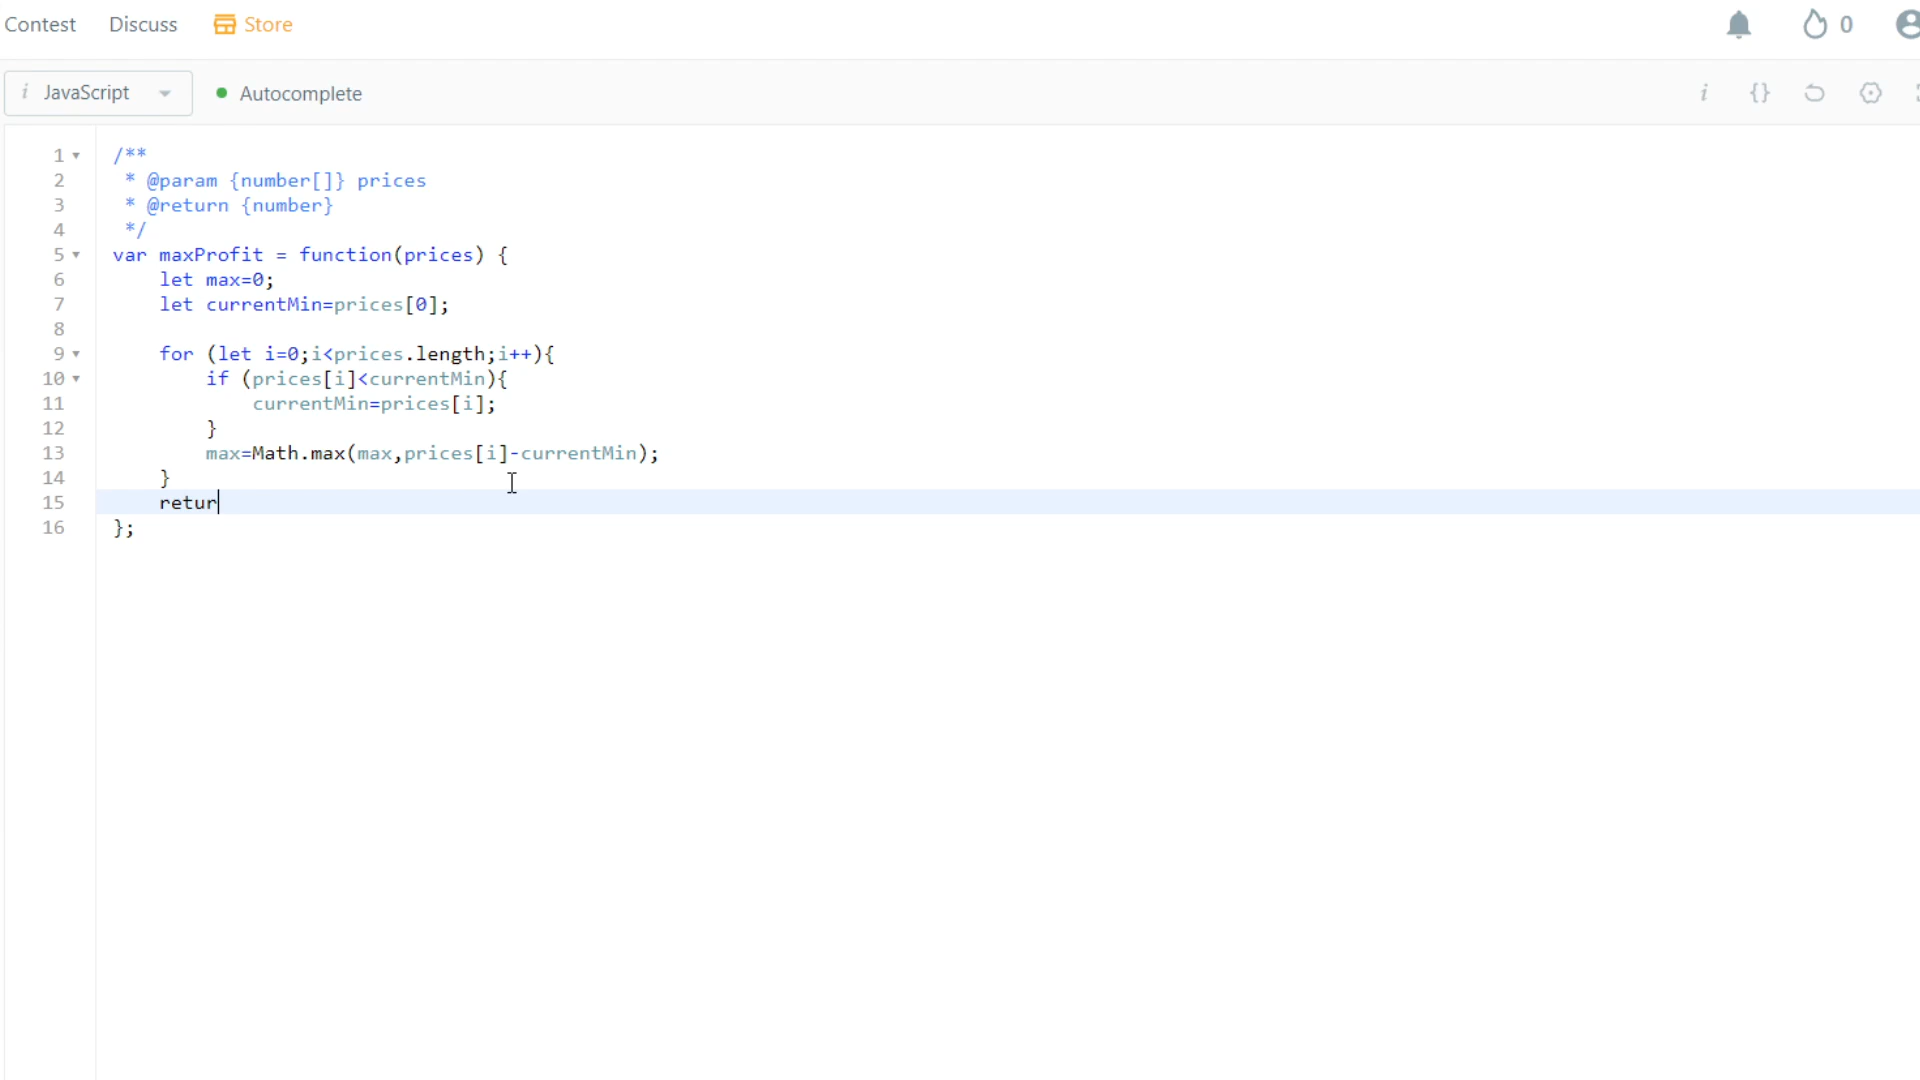 Contest Discuss Store 0
i JavaScript Autocomplete i {}
1 /**
2 * @param {number[]} prices
3 * @return {number}
4 */
5 var maxProfit = function(prices) {
6 let max=0;
7 let currentMin=prices[0];
8
9 for (let i=0;i<prices.length;i++){
10 if (prices[i]<currentMin){
11 currentMin=prices[i];
12 }
13 max=Math.max(max,prices[i]-currentMin);
14 }
15 retur
16 };